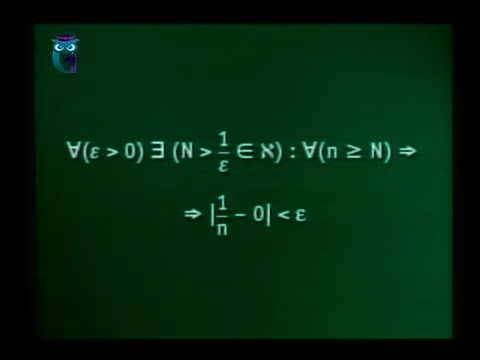 ∀(ε > 0) ∃ (N > 1/ε ∈ ℵ) : ∀(n ≥ N) ⇒
⇒ |1/n − 0| < ε